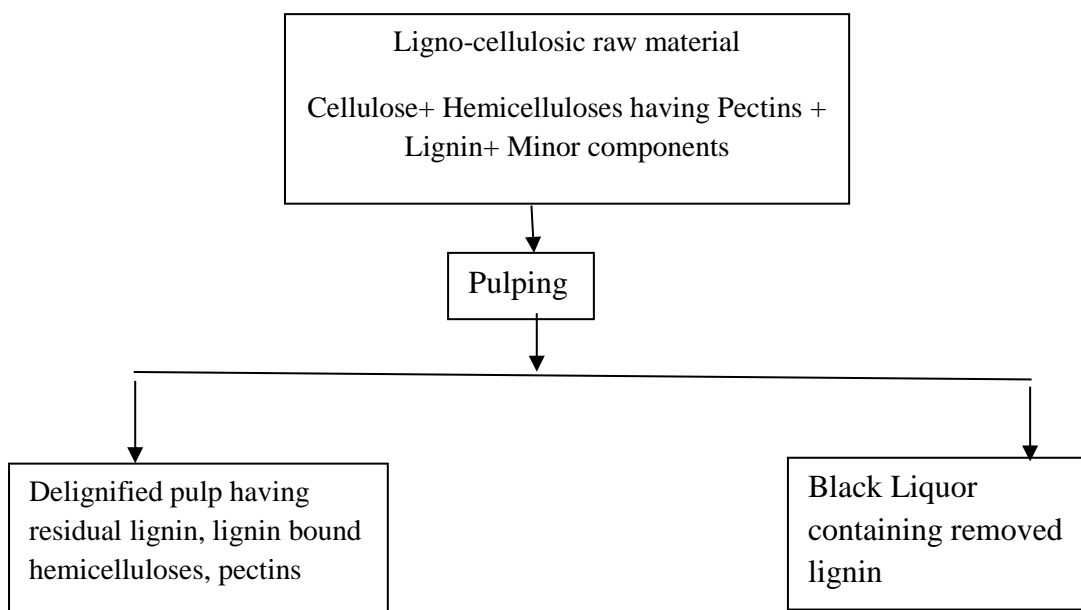 Ligno-cellulosic raw material
Cellulose+ Hemicelluloses having Pectins +
Lignin+ Minor components
Pulping
Delignified pulp having
residual lignin, lignin bound
hemicelluloses, pectins
Black Liquor
containing removed
lignin